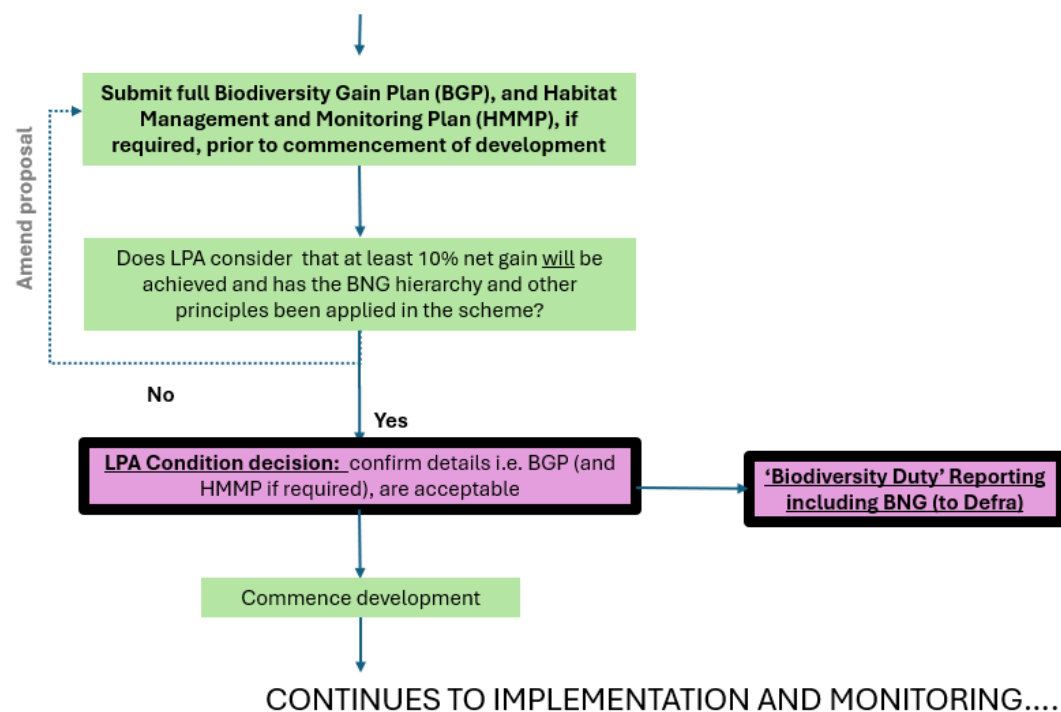 Submit full Biodiversity Gain Plan (BGP), and Habitat
Management and Monitoring Plan (HMMP), if
required, prior to commencement of development
Amend proposal
Does LPA consider that at least 10% net gain will be
achieved and has the BNG hierarchy and other
principles been applied in the scheme?
No
Yes
LPA Condition decision: confirm details i.e. BGP (and
HMMP if required), are acceptable
‘Biodiversity Duty’ Reporting
including BNG (to Defra)
Commence development
CONTINUES TO IMPLEMENTATION AND MONITORING....